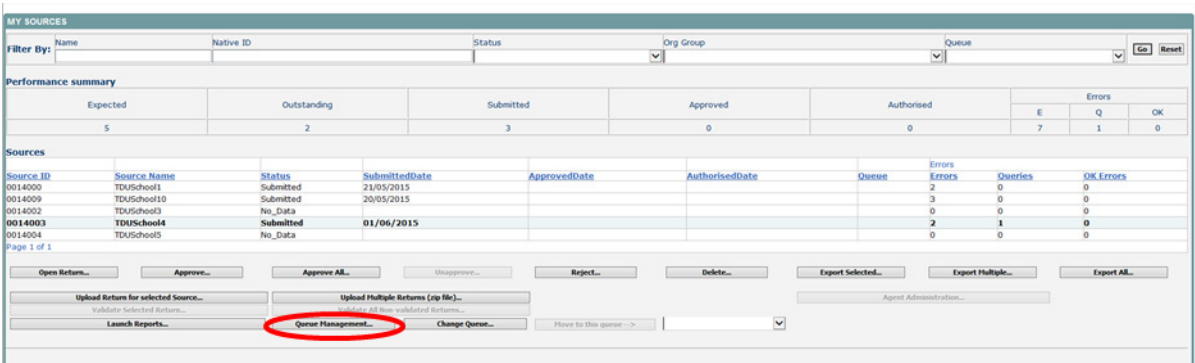 MY SOURCES
Filter By: Name Native ID Status Org Group Queue Go Reset
Performance summary
Expected Outstanding Submitted Approved Authorised Errors
E Q OK
5 2 3 0 0 7 1 0
Sources
Errors
Source ID Source Name Status SubmittedDate ApprovedDate AuthorisedDate Queue Errors Queries OK Errors
0014000 TDUSchool1 Submitted 21/05/2015 2 0 0
0014009 TDUSchool10 Submitted 20/05/2015 3 0 0
0014002 TDUSchool3 No_Data 0 0 0
0014003 TDUSchool4 Submitted 01/06/2015 2 1 0
0014004 TDUSchool5 No_Data 0 0 0
Page 1 of 1
Open Return... Approve... Approve All... Unapprove... Reject... Delete... Export Selected... Export Multiple... Export All...
Upload Return for selected Source... Upload Multiple Returns (zip file)... Agent Administration...
Validate Selected Return... Validate All Non-validated Returns...
Launch Reports... Queue Management... Change Queue... Move to this queue -->